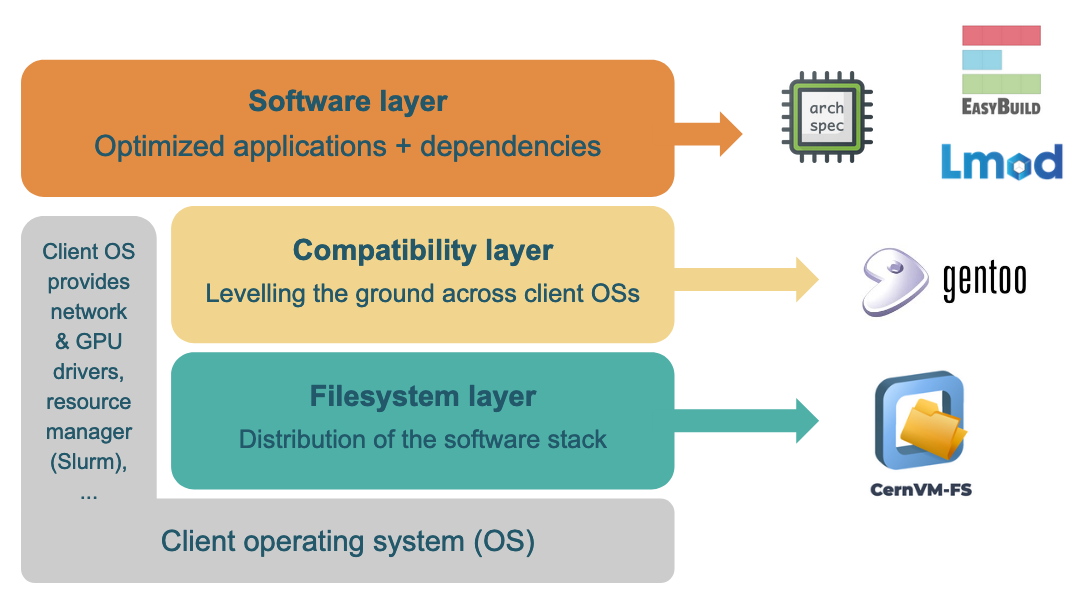 Software layer
Optimized applications + dependencies
arch
spec
EASYBUILD
Lmod
Client OS
provides
network
& GPU
drivers,
resource
manager
(Slurm),
...
Compatibility layer
Levelling the ground across client OSs
gentoo
Filesystem layer
Distribution of the software stack
CernVM-FS
Client operating system (OS)